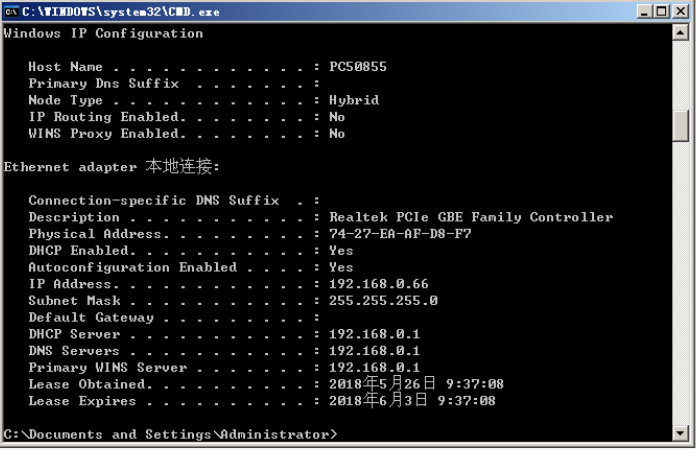 C:\WINDOWS\system32\CMD.exe
Windows IP Configuration
Host Name . . . . . . . . . . . . : PC50855
Primary Dns Suffix . . . . . . . :
Node Type . . . . . . . . . . . . : Hybrid
IP Routing Enabled. . . . . . . . : No
WINS Proxy Enabled. . . . . . . . : No
Ethernet adapter 本地连接:
Connection-specific DNS Suffix . :
Description . . . . . . . . . . . : Realtek PCIe GBE Family Controller
Physical Address. . . . . . . . . : 74-27-EA-AF-D8-F7
DHCP Enabled. . . . . . . . . . . : Yes
Autoconfiguration Enabled . . . . : Yes
IP Address. . . . . . . . . . . . : 192.168.0.66
Subnet Mask . . . . . . . . . . . : 255.255.255.0
Default Gateway . . . . . . . . . :
DHCP Server . . . . . . . . . . . : 192.168.0.1
DNS Servers . . . . . . . . . . . : 192.168.0.1
Primary WINS Server . . . . . . . : 192.168.0.1
Lease Obtained. . . . . . . . . . : 2018年5月26日 9:37:08
Lease Expires . . . . . . . . . . : 2018年6月3日 9:37:08
C:\Documents and Settings\Administrator>